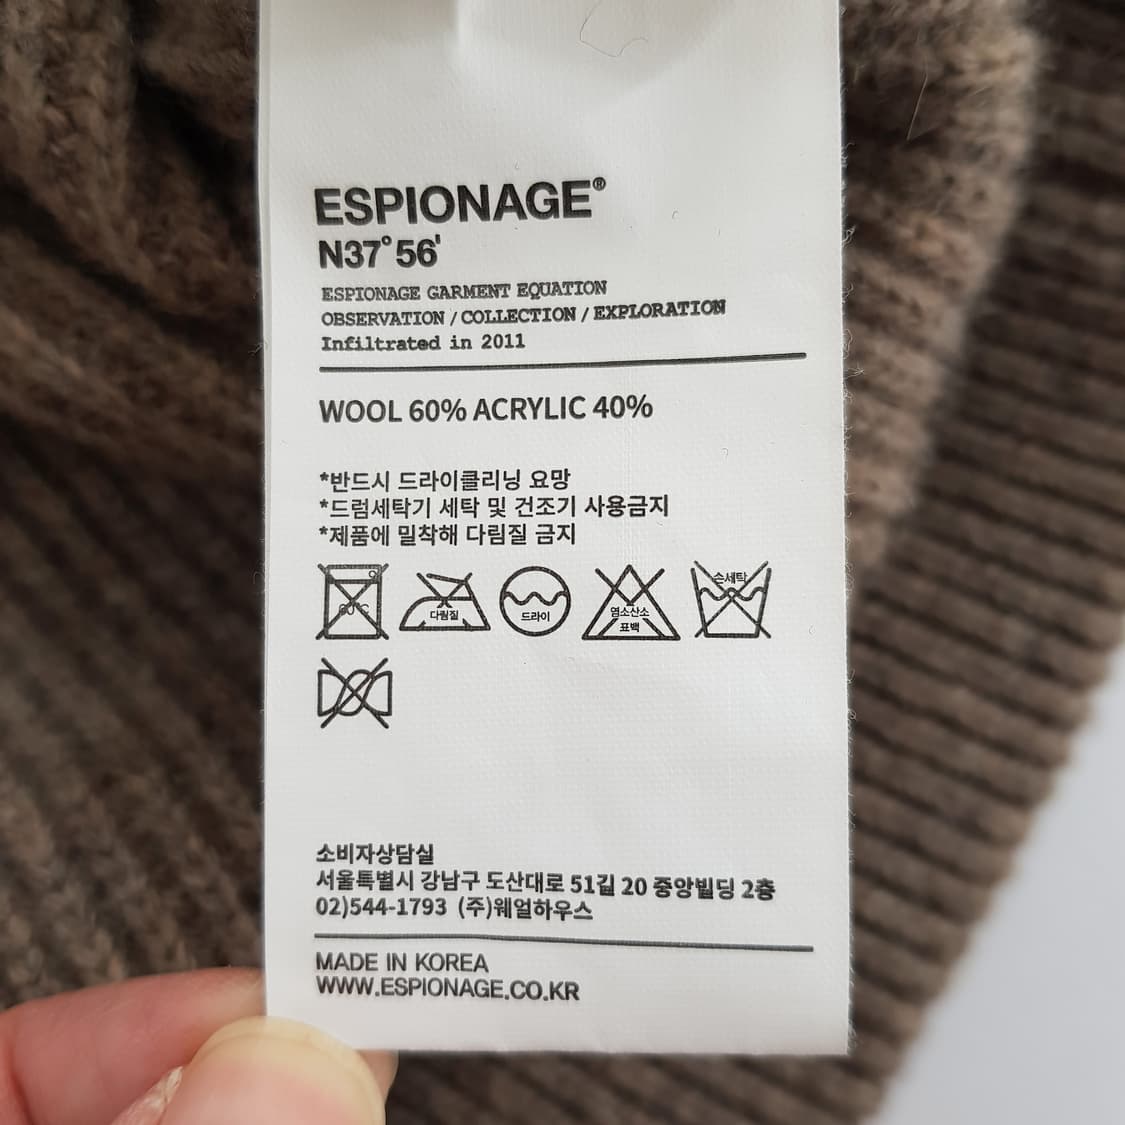 ESPIONAGE®
N37°56'
ESPIONAGE GARMENT EQUATION
OBSERVATION / COLLECTION / EXPLORATION
Infiltrated in 2011
WOOL 60% ACRYLIC 40%
*반드시 드라이클리닝 요망
*드럼세탁기 세탁 및 건조기 사용금지
*제품에 밀착해 다림질 금지
60°C 다림질 드라이 염소산소 표백 손세탁
소비자상담실
서울특별시 강남구 도산대로 51길 20 중앙빌딩 2층
02)544-1793 (주)웨얼하우스
MADE IN KOREA
WWW.ESPIONAGE.CO.KR